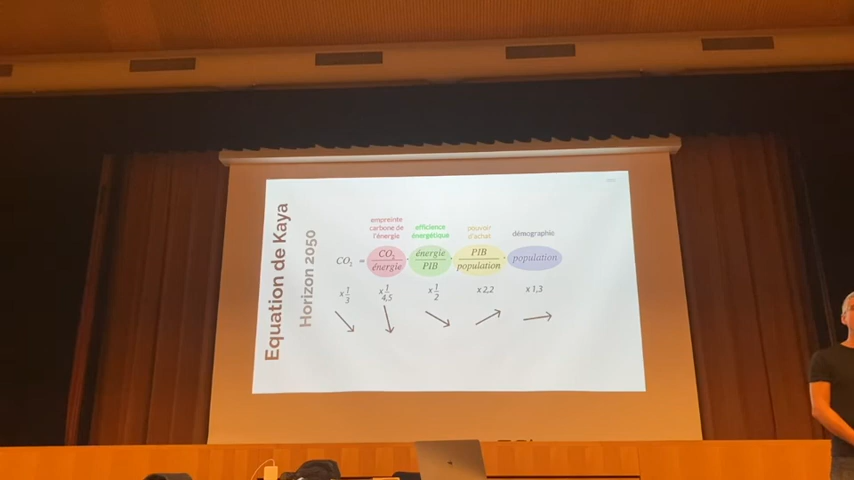 Equation de Kaya
Horizon 2050
empreinte
carbone de
l'énergie
efficience
énergétique
pouvoir
d'achat
démographie
CO₂ = CO₂/énergie · énergie/PIB · PIB/population · population
x 1/3 x 1/4,5 x 1/2 x 2,2 x 1,3